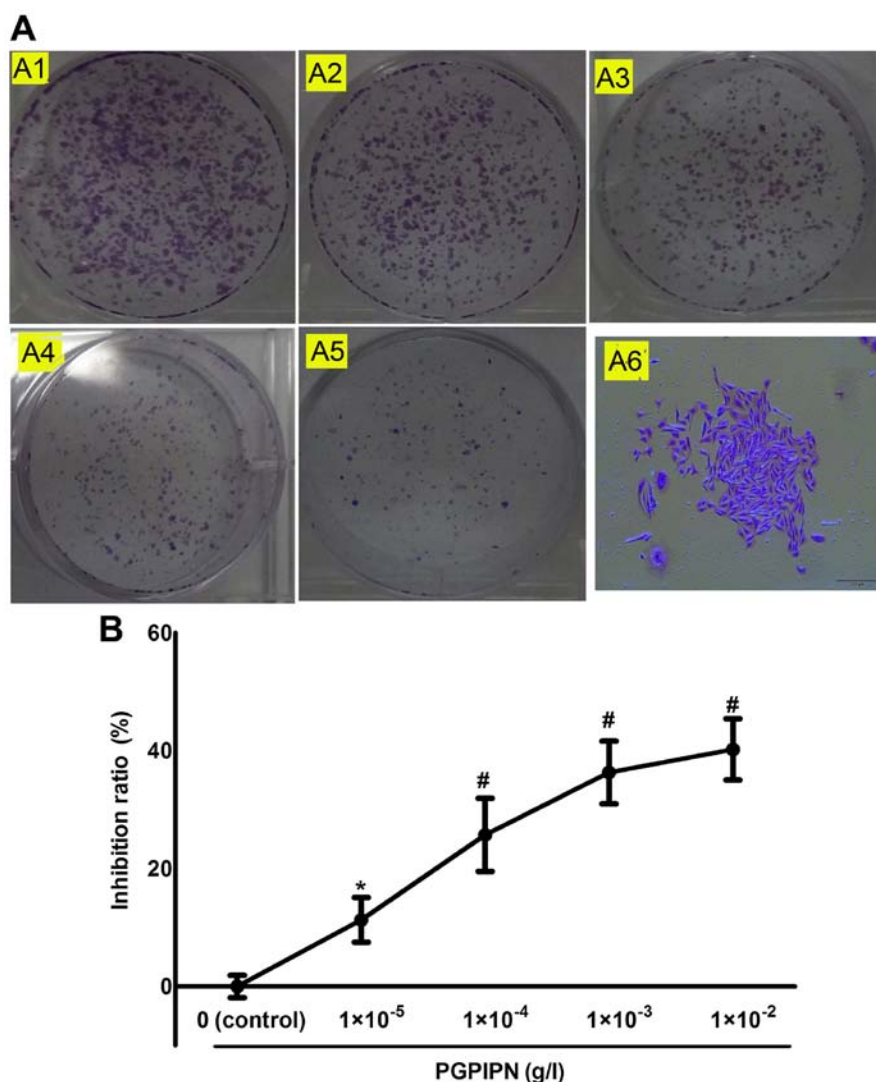 A
A1
A2
A3
A4
A5
A6
B
60
40
20
0
Inhibition ratio (%)
*
#
#
#
0 (control)
1×10⁻⁵
1×10⁻⁴
1×10⁻³
1×10⁻²
PGPIPN (g/l)